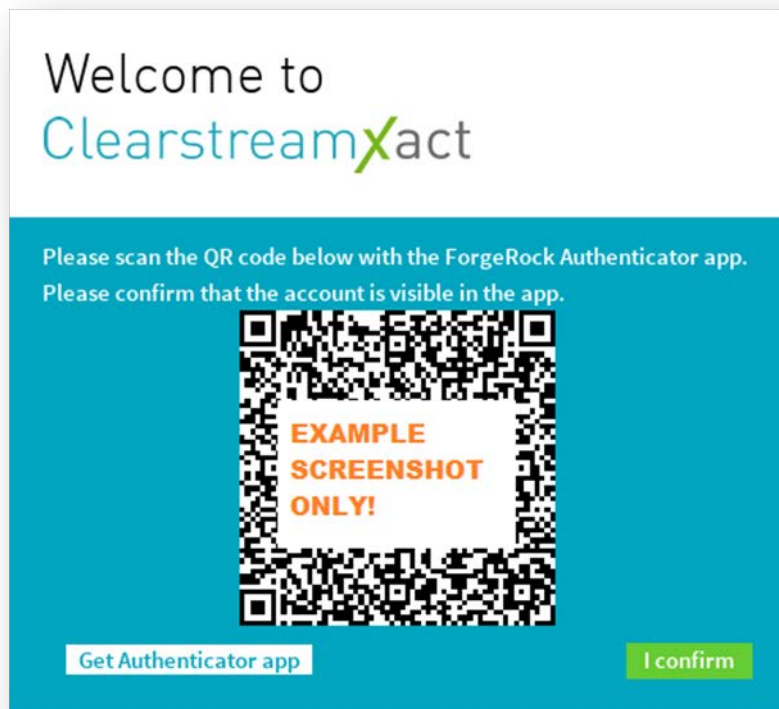 Welcome to
ClearstreamXact
Please scan the QR code below with the ForgeRock Authenticator app.
Please confirm that the account is visible in the app.
EXAMPLE
SCREENSHOT
ONLY!
Get Authenticator app
I confirm